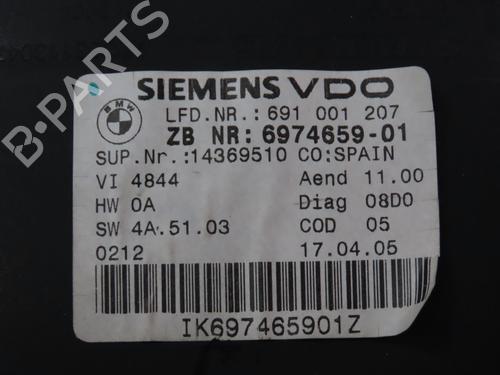 SIEMENS VDO
BMW
LFD.NR.: 691 001 207
ZB NR: 6974659-01
SUP.Nr.:14369510 CO:SPAIN
VI 4844 Aend 11.00
HW 0A Diag 08D0
SW 4A.51.03 COD 05
0212 17.04.05
IK697465901Z
B-Parts